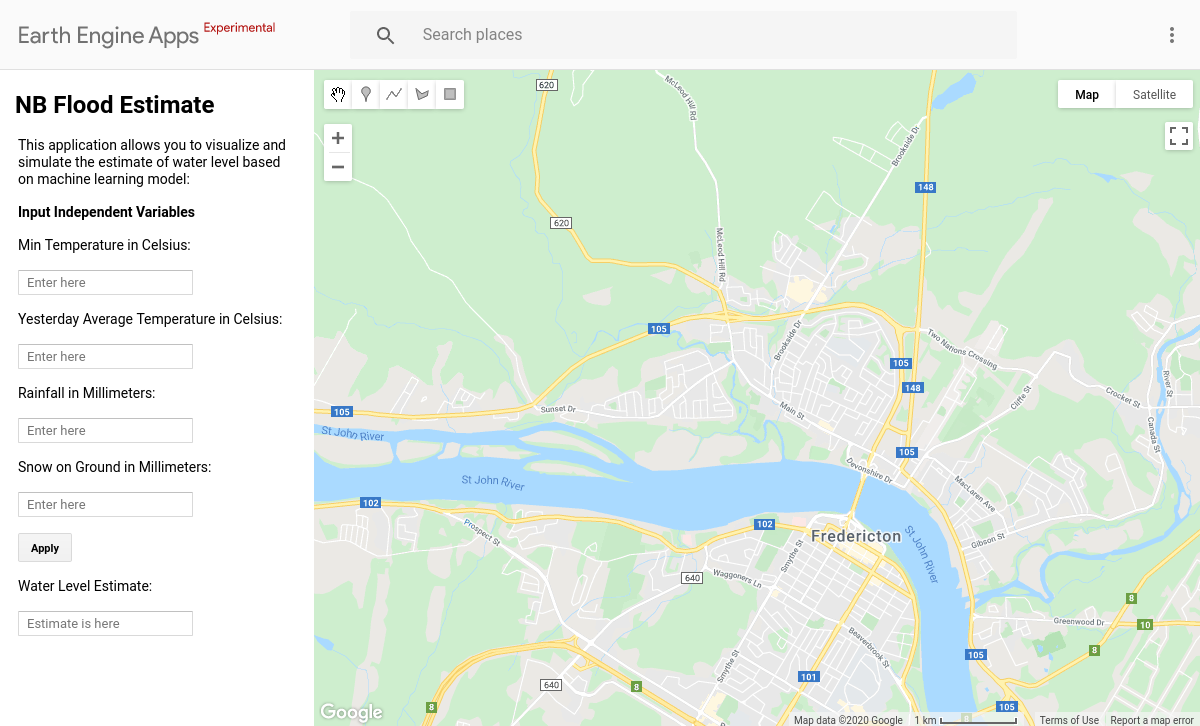 Earth Engine Apps Experimental
Search places
NB Flood Estimate
This application allows you to visualize and
simulate the estimate of water level based
on machine learning model:
Input Independent Variables
Min Temperature in Celsius:
Enter here
Yesterday Average Temperature in Celsius:
Enter here
Rainfall in Millimeters:
Enter here
Snow on Ground in Millimeters:
Enter here
Apply
Water Level Estimate:
Estimate is here
Map
Satellite
620
McLeod Hill Rd
Brookside Dr
148
620
McLeod Hill Rd
105
Brookside Dr
Two Nations Crossing
105
148
River St
Cliffe St
Crocket St
105
Sunset Dr
Main St
St John River
Canada St
105
Devonshire Dr
St John River
MacLaren Ave
102
Prospect St
102
Fredericton
St John River
Gibson St
Smythe St
640
Waggoners Ln
8
Greenwood Dr
10
Beaverbrook St
8
105
Smythe St
101
640
8
8
105
Google
Map data ©2020 Google
1 km
Terms of Use
Report a map error